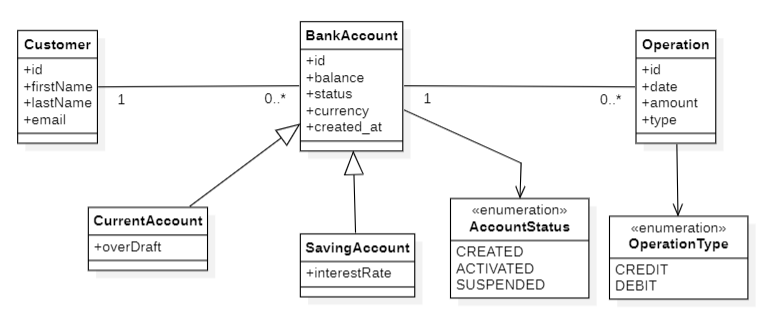 Customer
+id
+firstName
+lastName
+email
1
0..*
BankAccount
+id
+balance
+status
+currency
+created_at
1
0..*
Operation
+id
+date
+amount
+type
CurrentAccount
+overDraft
SavingAccount
+interestRate
«enumeration»
AccountStatus
CREATED
ACTIVATED
SUSPENDED
«enumeration»
OperationType
CREDIT
DEBIT